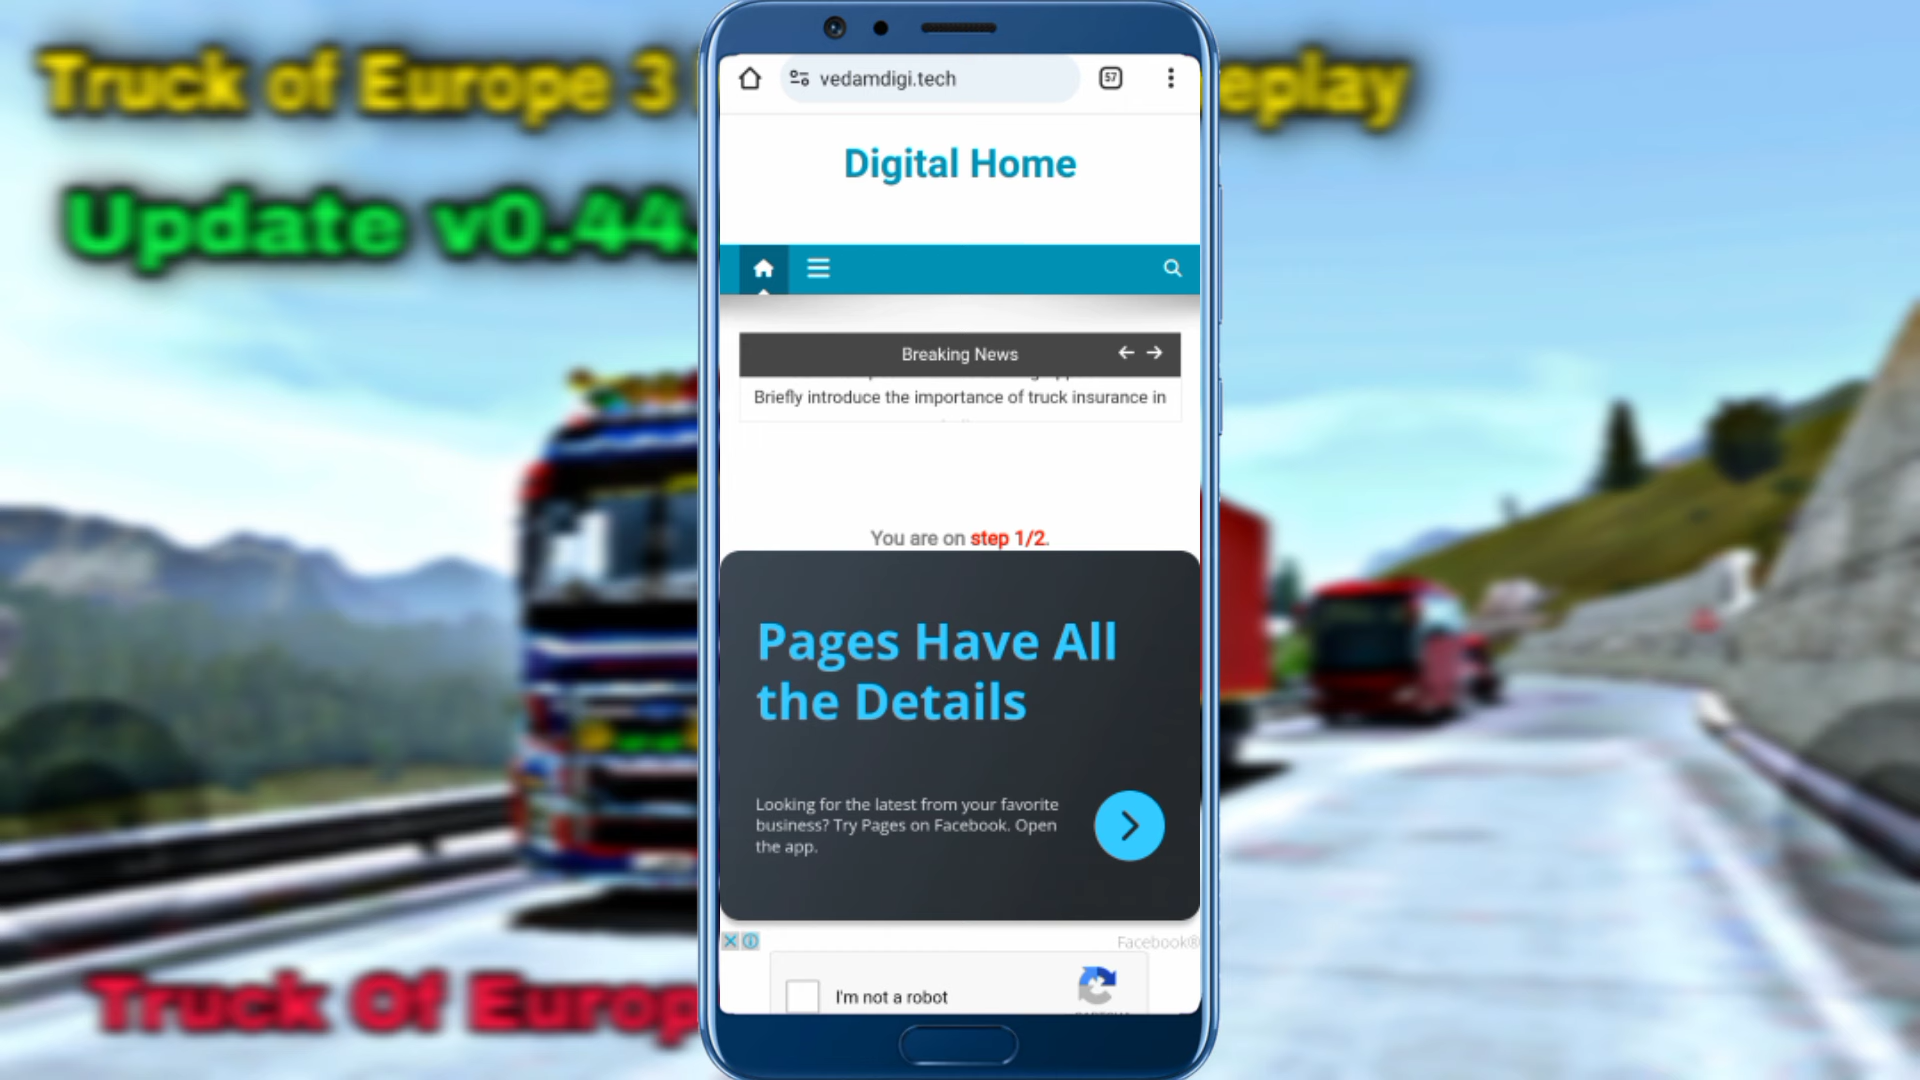 Truck of Europe 3
eplay
Update v0.44.
Truck Of Europ
57
vedamdigi.tech
Digital Home
Breaking News
Briefly introduce the importance of truck insurance in
You are on step 1/2.
Pages Have All
the Details
Looking for the latest from your favorite
business? Try Pages on Facebook. Open
the app.
Facebook®
I'm not a robot